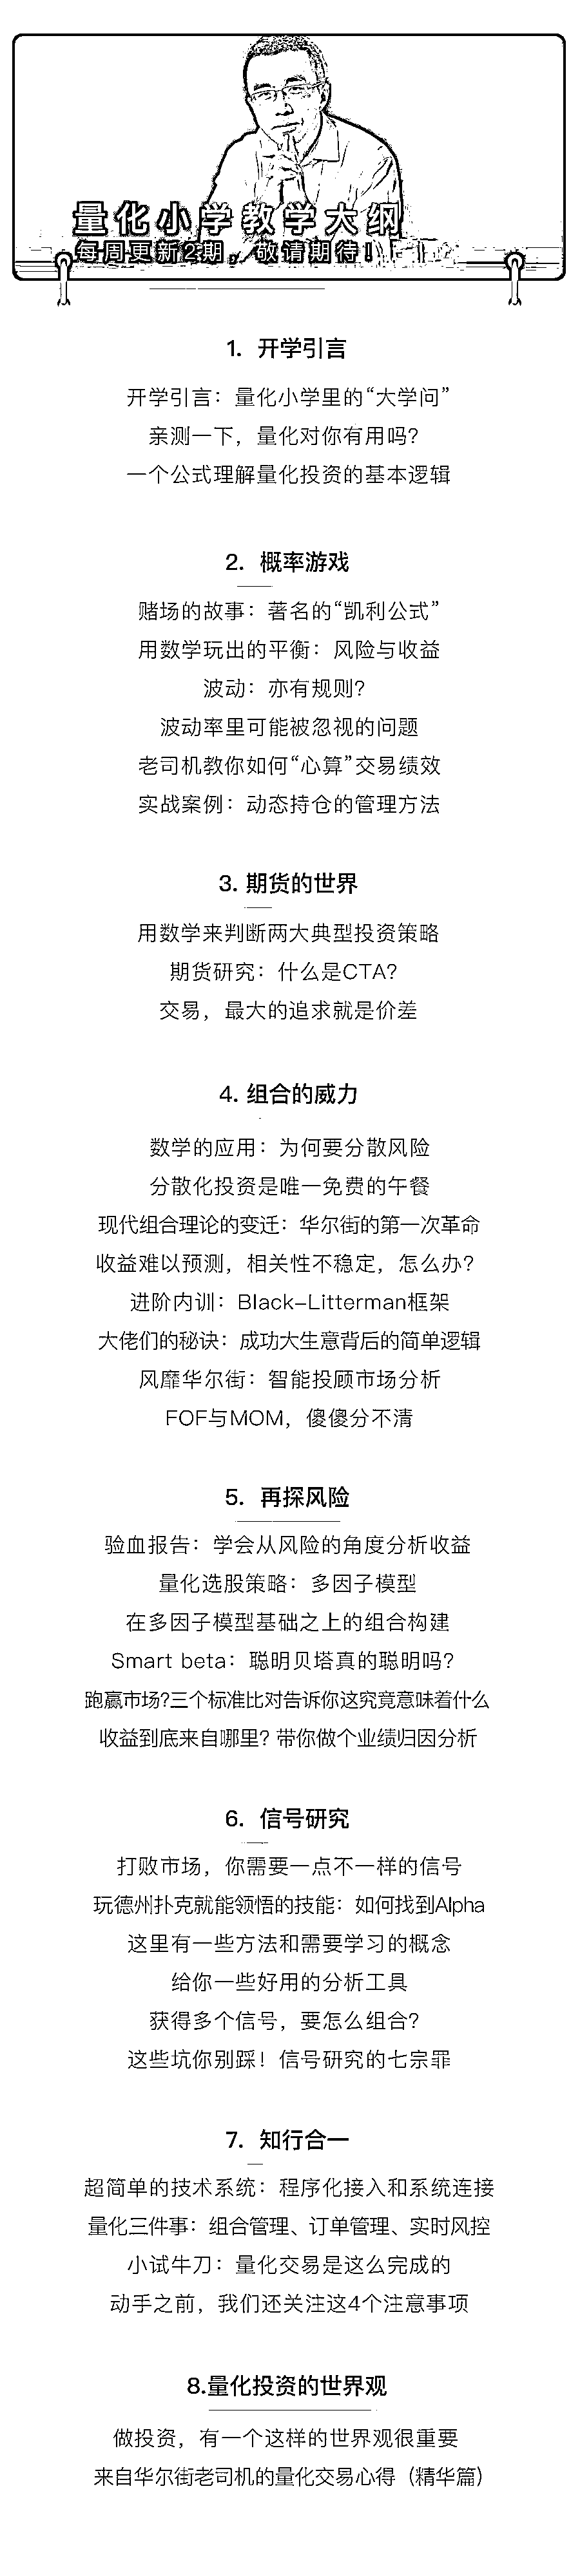 量化小学教学大纲
每周更新2期，敬请期待！
1. 开学引言
开学引言：量化小学里的“大学问”
亲测一下，量化对你有用吗？
一个公式理解量化投资的基本逻辑
2. 概率游戏
赌场的故事：著名的“凯利公式”
用数学玩出的平衡：风险与收益
波动：亦有规则？
波动率里可能被忽视的问题
老司机教你如何“心算”交易绩效
实战案例：动态持仓的管理方法
3. 期货的世界
用数学来判断两大典型投资策略
期货研究：什么是CTA？
交易，最大的追求就是价差
4. 组合的威力
数学的应用：为何要分散风险
分散化投资是唯一免费的午餐
现代组合理论的变迁：华尔街的第一次革命
收益难以预测，相关性不稳定，怎么办？
进阶内训：Black-Litterman框架
大佬们的秘诀：成功大生意背后的简单逻辑
风靡华尔街：智能投顾市场分析
FOF与MOM，傻傻分不清
5. 再探风险
验血报告：学会从风险的角度分析收益
量化选股策略：多因子模型
在多因子模型基础之上的组合构建
Smart beta：聪明贝塔真的聪明吗？
跑赢市场?三个标准比对告诉你这究竟意味着什么
收益到底来自哪里？带你做个业绩归因分析
6. 信号研究
打败市场，你需要一点不一样的信号
玩德州扑克就能领悟的技能：如何找到Alpha
这里有一些方法和需要学习的概念
给你一些好用的分析工具
获得多个信号，要怎么组合？
这些坑你别踩！信号研究的七宗罪
7. 知行合一
超简单的技术系统：程序化接入和系统连接
量化三件事：组合管理、订单管理、实时风控
小试牛刀：量化交易是这么完成的
动手之前，我们还关注这4个注意事项
8.量化投资的世界观
做投资，有一个这样的世界观很重要
来自华尔街老司机的量化交易心得（精华篇）